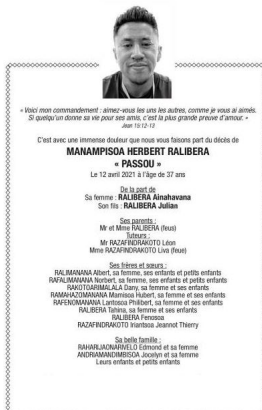 « Voici mon commandement : aimez-vous les uns les autres, comme je vous ai aimés.
Si quelqu'un donne sa vie pour ses amis, c'est la plus grande preuve d'amour. »
Jean 15:12-13
C'est avec une immense douleur que nous vous faisons part du décès de
MANAMPISOA HERBERT RALIBERA
« PASSOU »
Le 12 avril 2021 à l'âge de 37 ans
De la part de
Sa femme : RALIBERA Ainahavana
Son fils : RALIBERA Julian
Ses parents :
Mr et Mme RALIBERA (feus)
Tuteurs :
Mr RAZAFINDRAKOTO Léon
Mme RAZAFINDRAKOTO Liva (feue)
Ses frères et sœurs :
RALIMANANA Albert, sa femme, ses enfants et petits enfants
RAFALIMANANA Norbert, sa femme, ses enfants et petits enfants
RAKOTOARIMALALA Dany, sa femme et ses enfants
RAMAHAZOMANANA Mamisoa Hubert, sa femme et ses enfants
RAFENOMANANA Lantosoa Philibert, sa femme et ses enfants
RALIBERA Tahina, sa femme et ses enfants
RALIBERA Fenosoa
RAZAFINDRAKOTO Iriantsoa Jeannot Thierry
Sa belle famille :
RAHARIJAONARIVELO Edmond et sa femme
ANDRIAMANDIMBISOA Jocelyn et sa femme
Leurs enfants et petits enfants